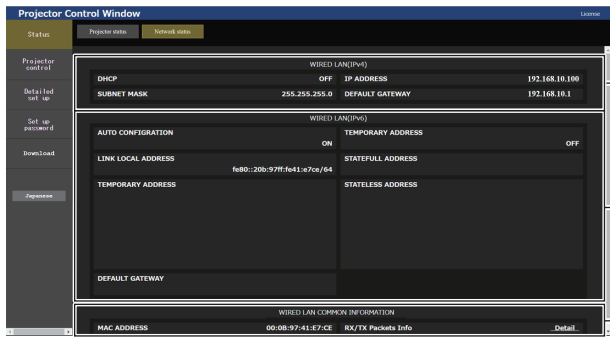 Projector Control Window
License
Status
Projector status
Network status
Projector
control
Detailed
set up
Set up
password
Download
Japanese
WIRED LAN(IPv4)
DHCP OFF IP ADDRESS 192.168.10.100
SUBNET MASK 255.255.255.0 DEFAULT GATEWAY 192.168.10.1
WIRED LAN(IPv6)
AUTO CONFIGRATION TEMPORARY ADDRESS
ON OFF
LINK LOCAL ADDRESS STATEFULL ADDRESS
fe80::20b:97ff:fe41:e7ce/64
TEMPORARY ADDRESS STATELESS ADDRESS
DEFAULT GATEWAY
WIRED LAN COMMON INFORMATION
MAC ADDRESS 00:0B:97:41:E7:CE RX/TX Packets Info Detail